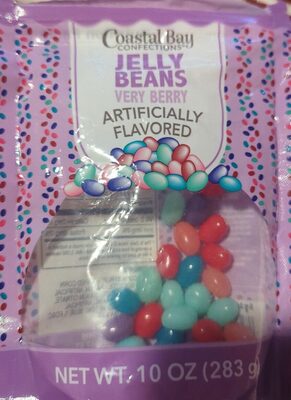 Coastal Bay
CONFECTIONS
JELLY
BEANS
VERY BERRY
ARTIFICIALLY
FLAVORED
NET WT. 10 OZ (283 g)